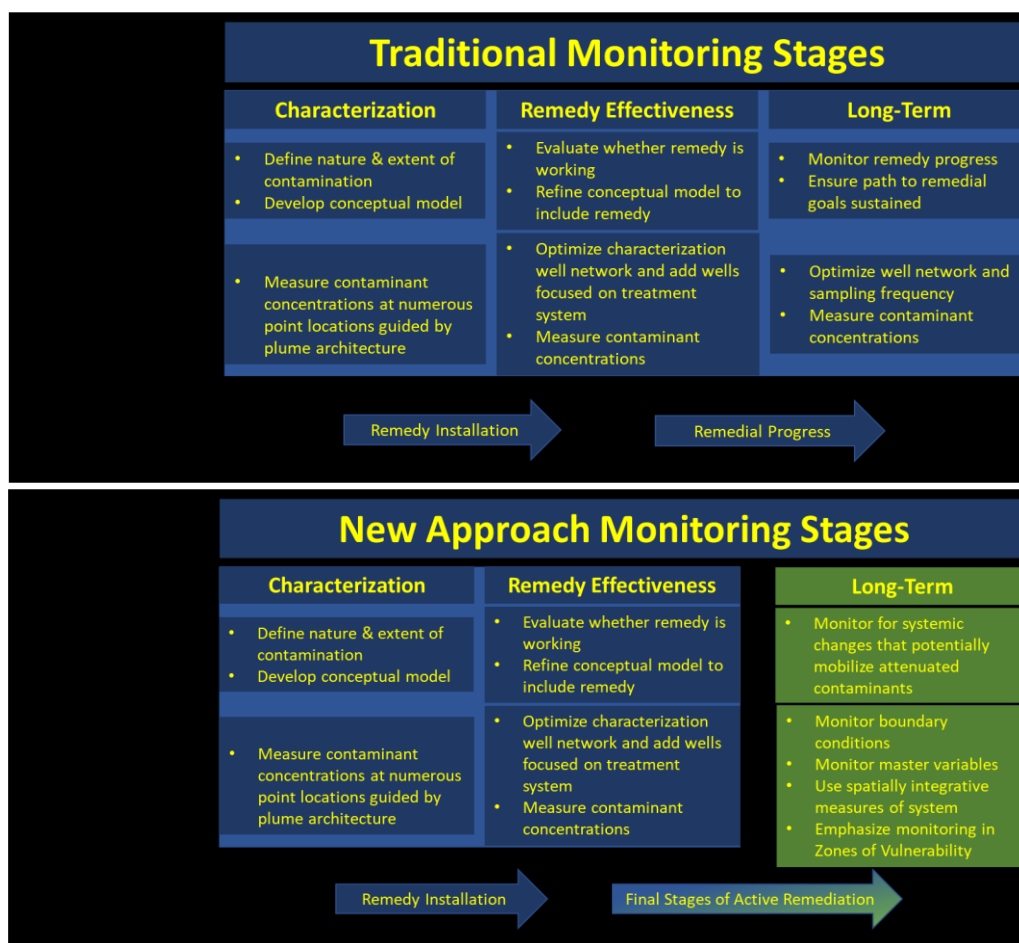 Traditional Monitoring Stages
Characterization
• Define nature & extent of
contamination
• Develop conceptual model
• Measure contaminant
concentrations at numerous
point locations guided by
plume architecture
Remedy Effectiveness
• Evaluate whether remedy is
working
• Refine conceptual model to
include remedy
• Optimize characterization
well network and add wells
focused on treatment
system
• Measure contaminant
concentrations
Long-Term
• Monitor remedy progress
• Ensure path to remedial
goals sustained
• Optimize well network and
sampling frequency
• Measure contaminant
concentrations
Remedy Installation
Remedial Progress
New Approach Monitoring Stages
Characterization
• Define nature & extent of
contamination
• Develop conceptual model
• Measure contaminant
concentrations at numerous
point locations guided by
plume architecture
Remedy Effectiveness
• Evaluate whether remedy is
working
• Refine conceptual model to
include remedy
• Optimize characterization
well network and add wells
focused on treatment
system
• Measure contaminant
concentrations
Long-Term
• Monitor for systemic
changes that potentially
mobilize attenuated
contaminants
• Monitor boundary
conditions
• Monitor master variables
• Use spatially integrative
measures of system
• Emphasize monitoring in
Zones of Vulnerability
Remedy Installation
Final Stages of Active Remediation